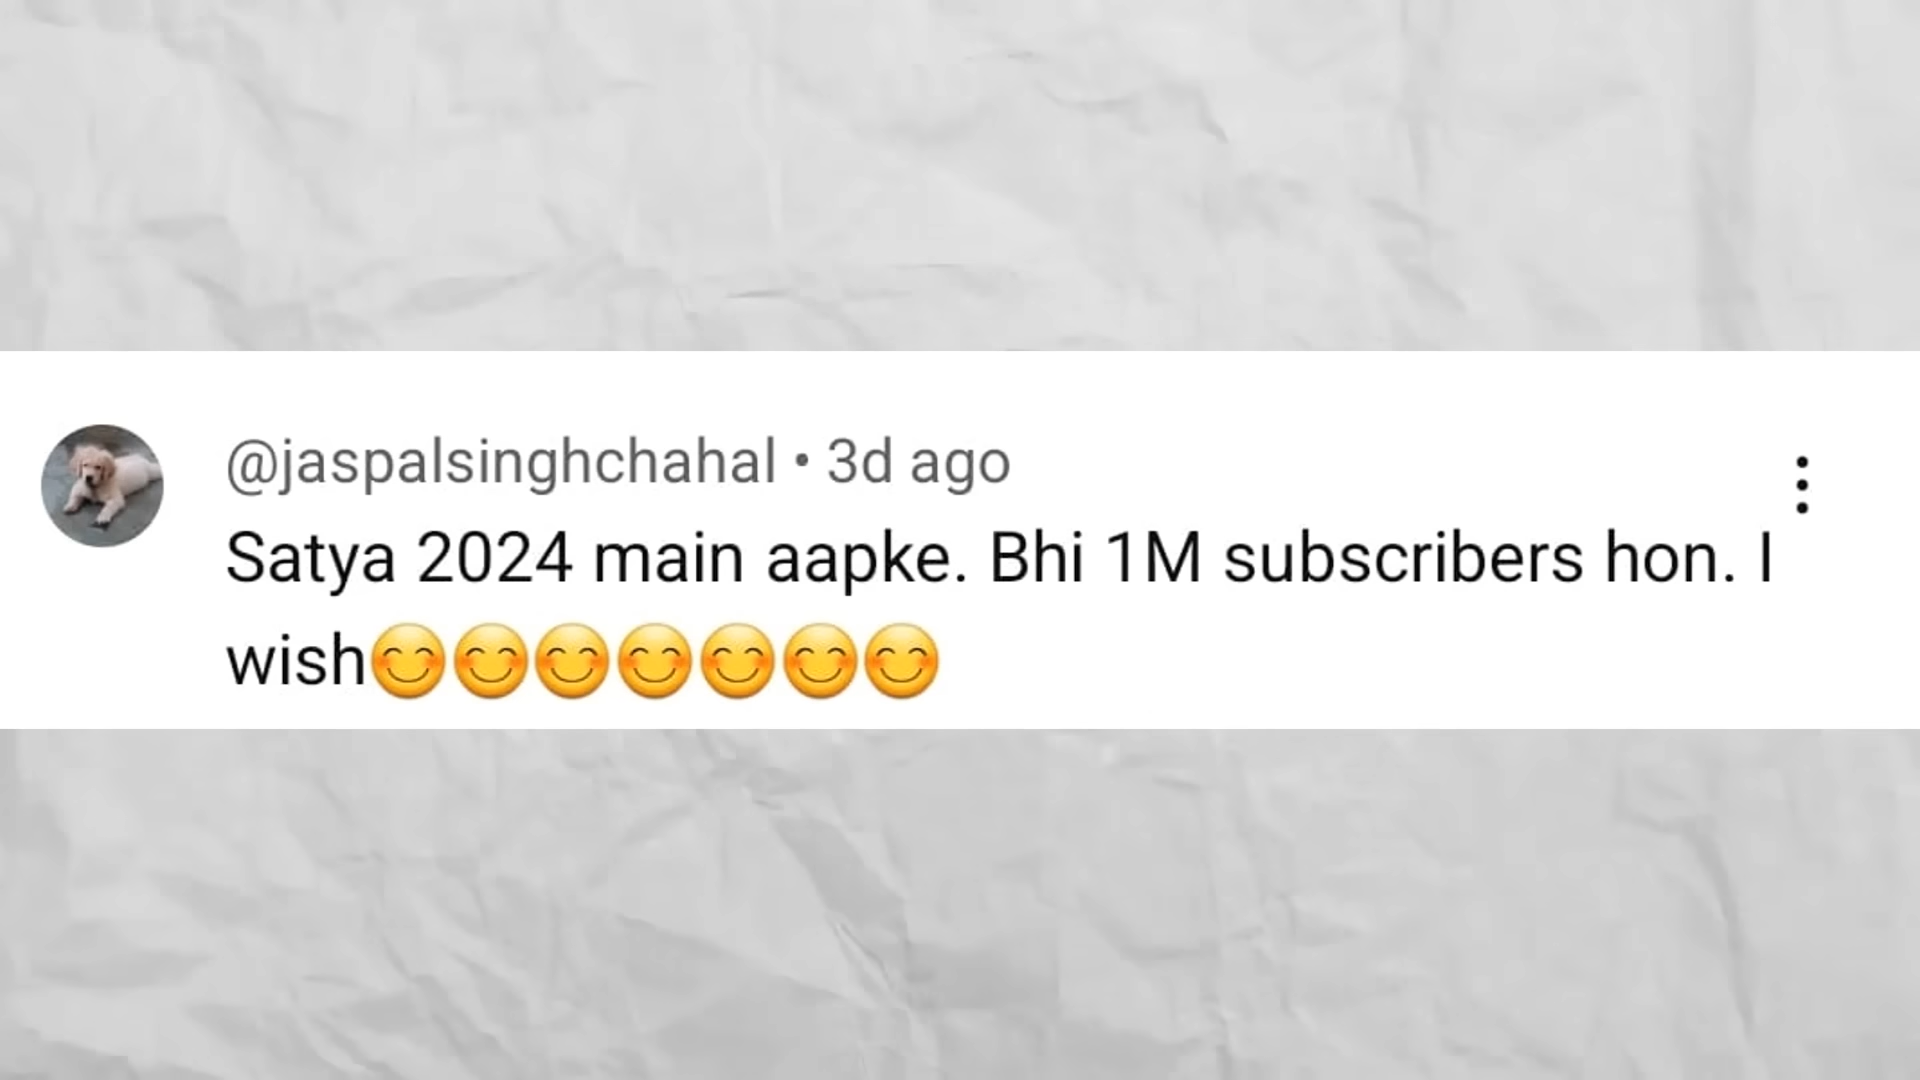 @jaspalsinghchahal • 3d ago
Satya 2024 main aapke. Bhi 1M subscribers hon. I
wish😊😊😊😊😊😊😊